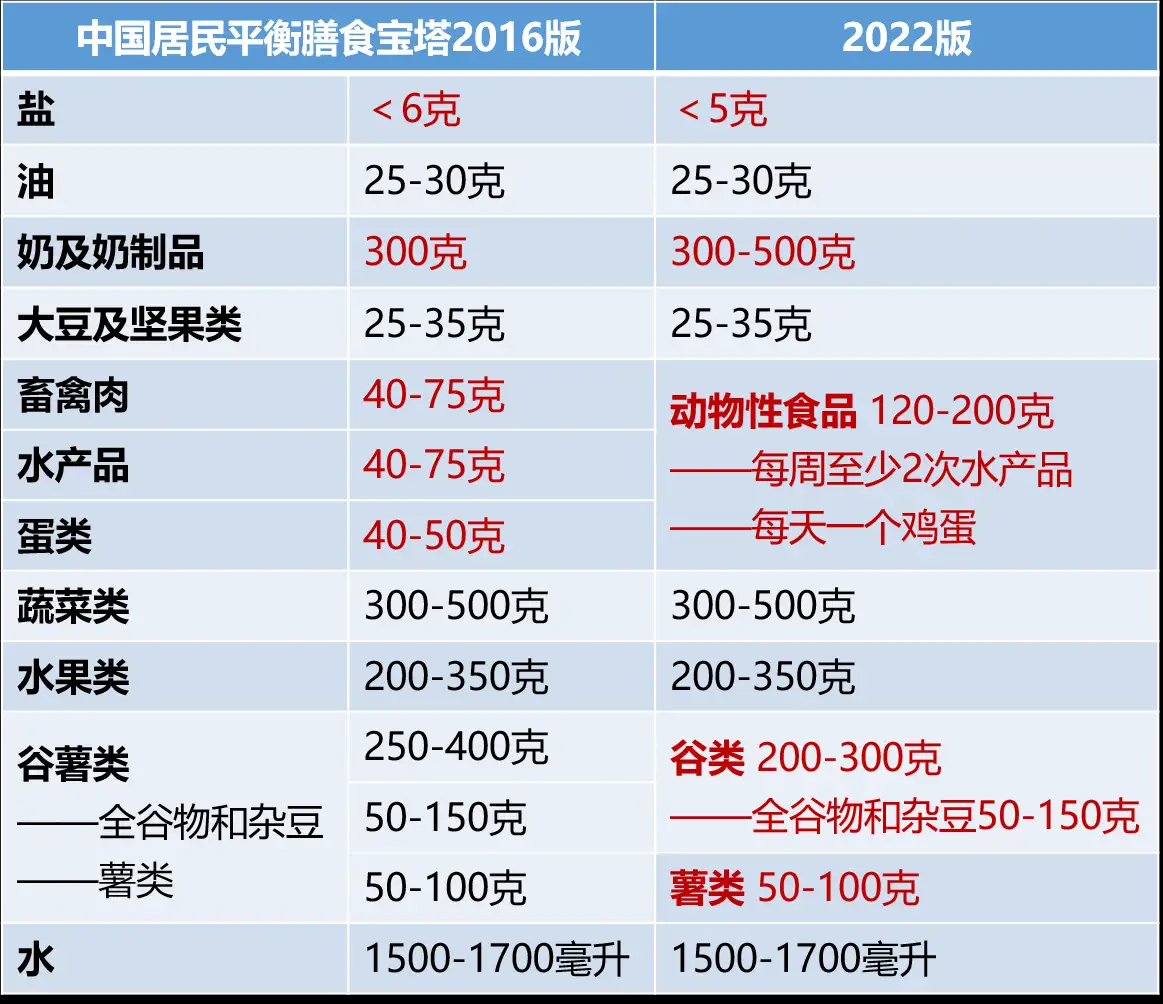 中国居民平衡膳食宝塔2016版 2022版
盐 ＜6克 ＜5克
油 25-30克 25-30克
奶及奶制品 300克 300-500克
大豆及坚果类 25-35克 25-35克
畜禽肉 40-75克
水产品 40-75克
蛋类 40-50克
动物性食品 120-200克
——每周至少2次水产品
——每天一个鸡蛋
蔬菜类 300-500克 300-500克
水果类 200-350克 200-350克
谷薯类
——全谷物和杂豆
——薯类
250-400克
50-150克
50-100克
谷类 200-300克
——全谷物和杂豆50-150克
薯类 50-100克
水 1500-1700毫升 1500-1700毫升